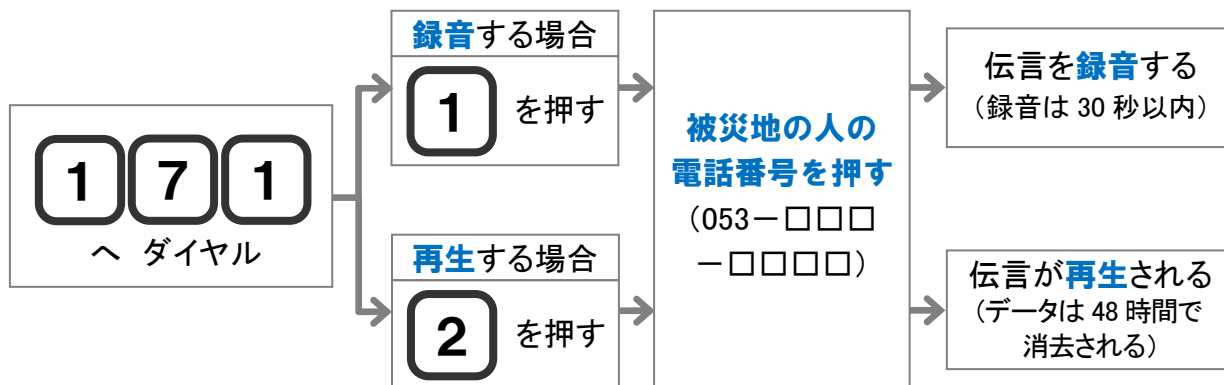 171
へ ダイヤル
録音する場合
1 を押す
再生する場合
2 を押す
被災地の人の
電話番号を押す
（053－□□□
－□□□□）
伝言を録音する
（録音は 30 秒以内）
伝言が再生される
（データは 48 時間で
消去される）